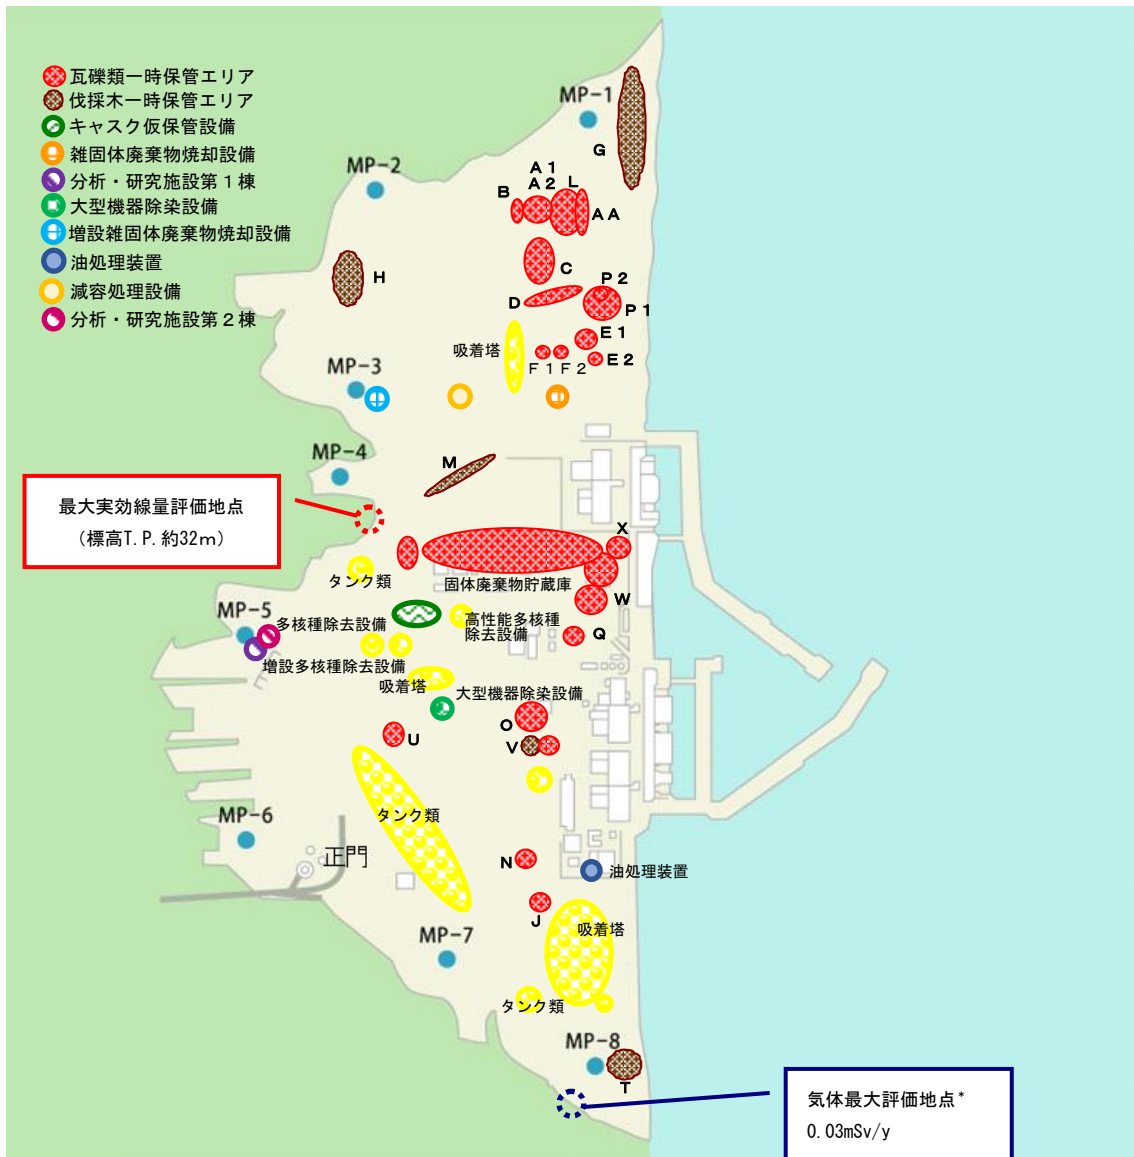 瓦礫類一時保管エリア
伐採木一時保管エリア
キャスク仮保管設備
雑固体廃棄物焼却設備
分析・研究施設第１棟
大型機器除染設備
増設雑固体廃棄物焼却設備
油処理装置
減容処理設備
分析・研究施設第２棟
MP-1
G
MP-2
A1
A2
L
B
AA
H
C
P2
D
P1
E1
吸着塔
F1
F2
E2
MP-3
MP-4
M
最大実効線量評価地点
（標高T.P.約32m）
X
タンク類
固体廃棄物貯蔵庫
W
MP-5
多核種除去設備
高性能多核種
除去設備
Q
増設多核種除去設備
吸着塔
大型機器除染設備
O
U
V
タンク類
MP-6
正門
N
油処理装置
J
吸着塔
MP-7
タンク類
MP-8
T
気体最大評価地点*
0.03mSv/y